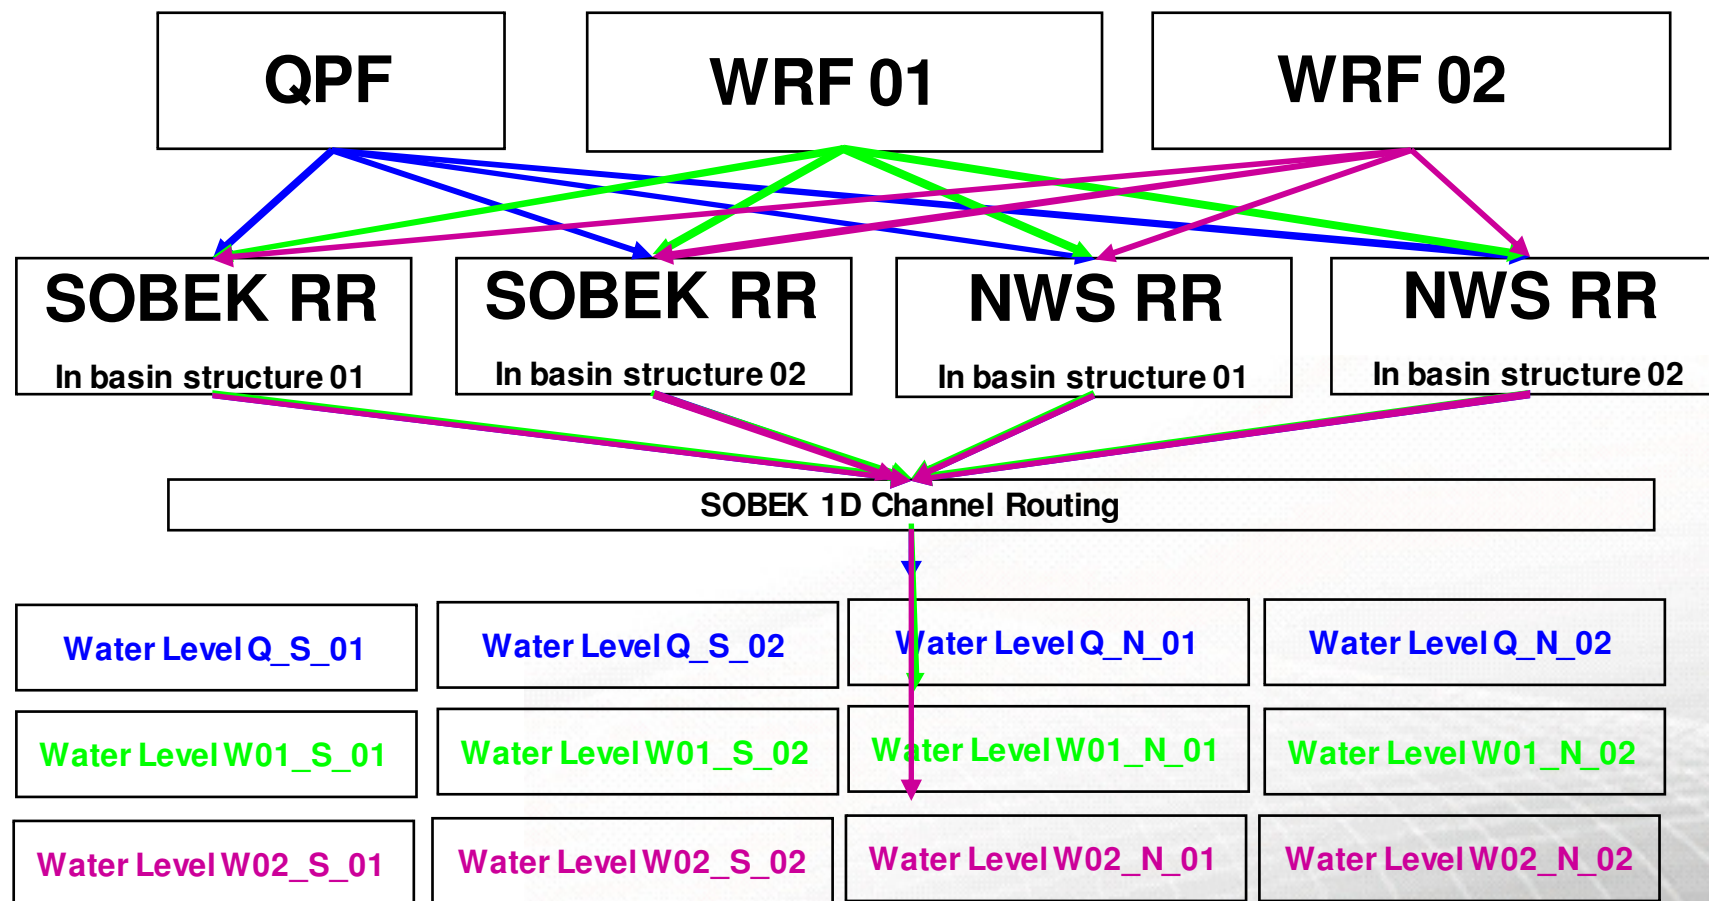 QPF
WRF 01
WRF 02
SOBEK RR
In basin structure 01
SOBEK RR
In basin structure 02
NWS RR
In basin structure 01
NWS RR
In basin structure 02
SOBEK 1D Channel Routing
Water Level Q_S_01
Water Level Q_S_02
Water Level Q_N_01
Water Level Q_N_02
Water Level W01_S_01
Water Level W01_S_02
Water Level W01_N_01
Water Level W01_N_02
Water Level W02_S_01
Water Level W02_S_02
Water Level W02_N_01
Water Level W02_N_02